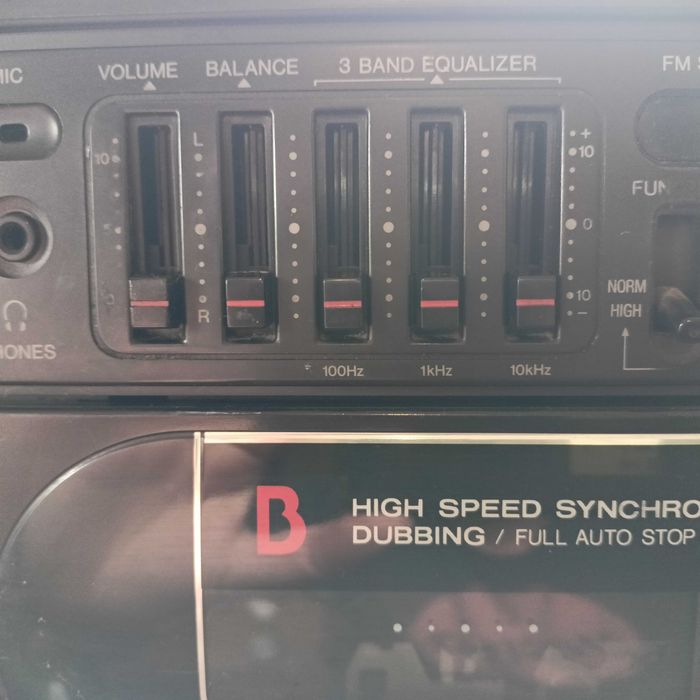 MIC
VOLUME BALANCE 3 BAND EQUALIZER FM S
L
+
10
10
FUN
5
0
NORM
0
10
HIGH
R
-
PHONES
100Hz 1kHz 10kHz
B
HIGH SPEED SYNCHRO
DUBBING / FULL AUTO STOP